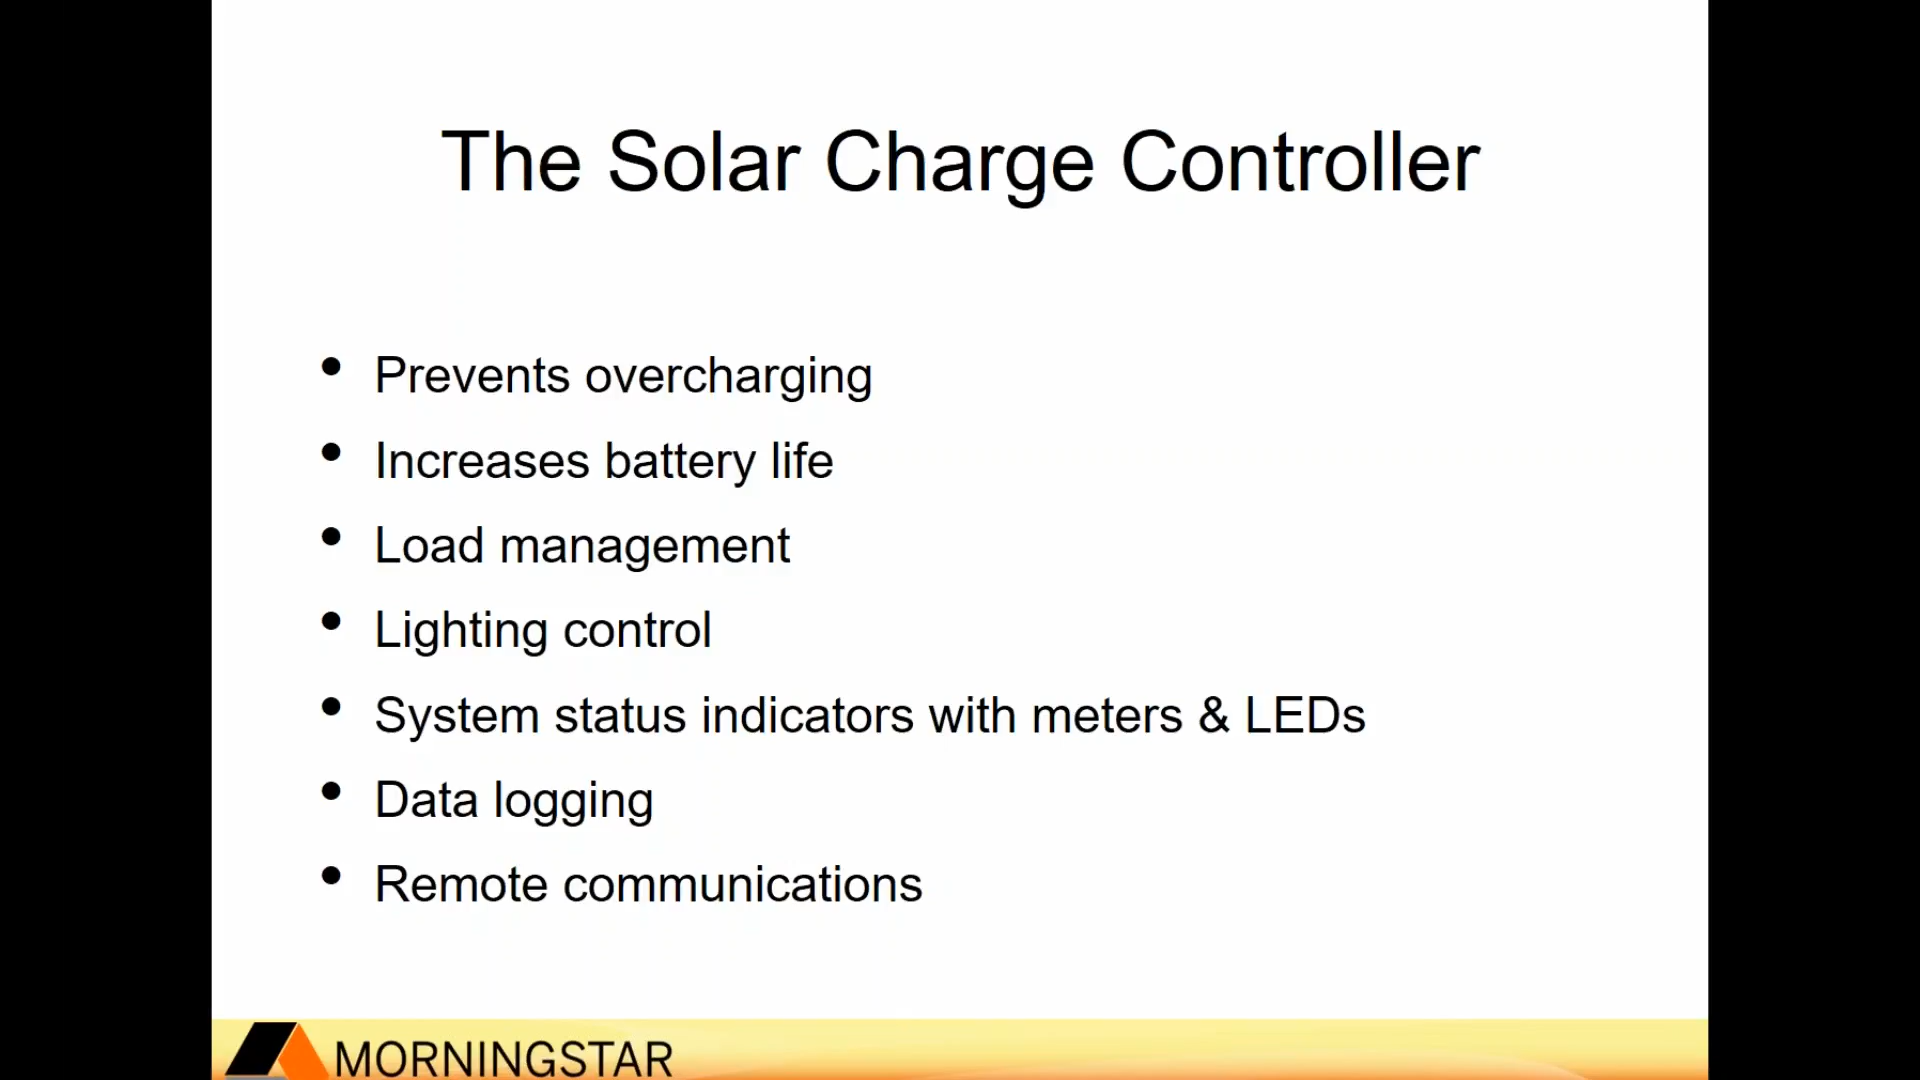 The Solar Charge Controller
• Prevents overcharging
• Increases battery life
• Load management
• Lighting control
• System status indicators with meters & LEDs
• Data logging
• Remote communications
MORNINGSTAR